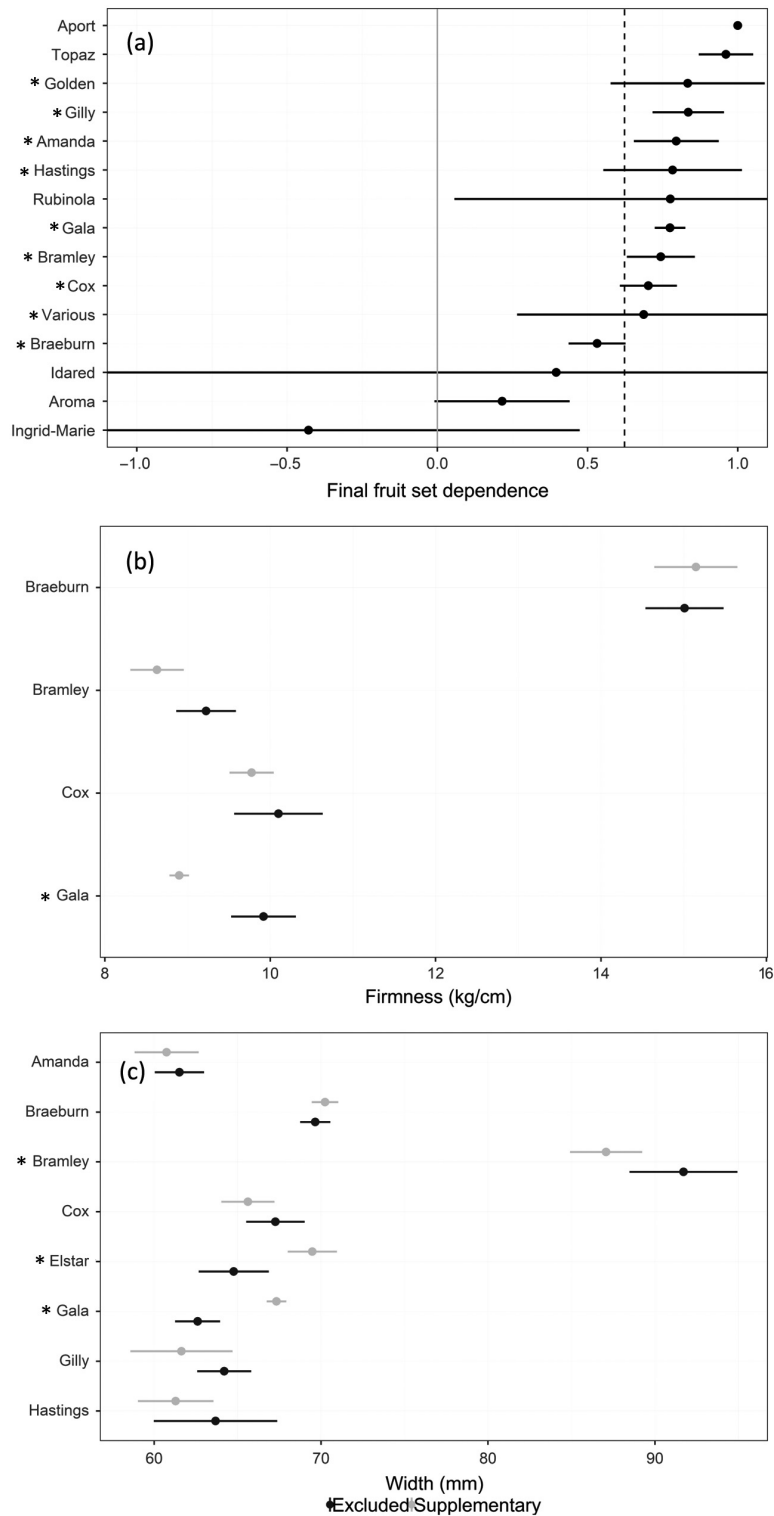 (a)
Aport
Topaz
* Golden
* Gilly
* Amanda
* Hastings
Rubinola
* Gala
* Bramley
* Cox
* Various
* Braeburn
Idared
Aroma
Ingrid-Marie
−1.0 −0.5 0.0 0.5 1.0
Final fruit set dependence
(b)
Braeburn
Bramley
Cox
* Gala
8 10 12 14 16
Firmness (kg/cm)
(c)
Amanda
Braeburn
* Bramley
Cox
* Elstar
* Gala
Gilly
Hastings
60 70 80 90
Width (mm)
Excluded Supplementary